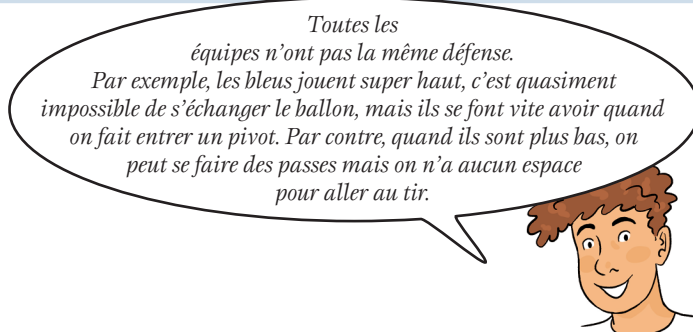 Toutes les
équipes n’ont pas la même défense.
Par exemple, les bleus jouent super haut, c’est quasiment
impossible de s’échanger le ballon, mais ils se font vite avoir quand
on fait entrer un pivot. Par contre, quand ils sont plus bas, on
peut se faire des passes mais on n’a aucun espace
pour aller au tir.